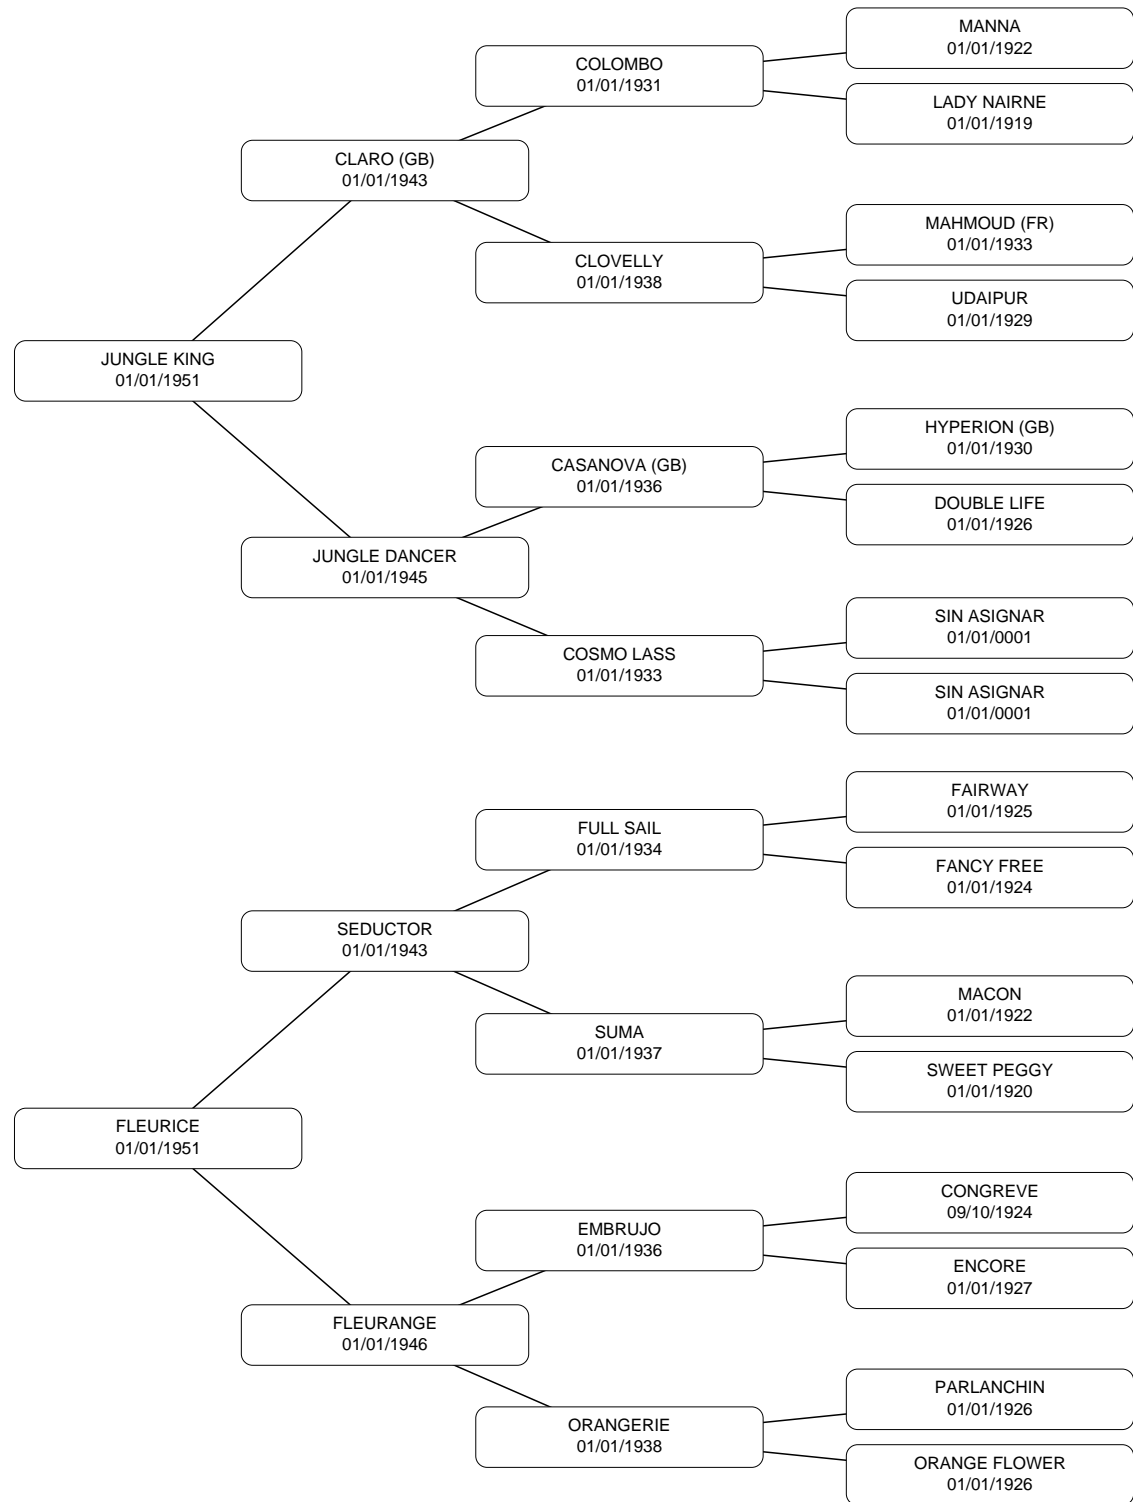 MANNA
01/01/1922
COLOMBO
01/01/1931
LADY NAIRNE
01/01/1919
CLARO (GB)
01/01/1943
MAHMOUD (FR)
01/01/1933
CLOVELLY
01/01/1938
UDAIPUR
01/01/1929
JUNGLE KING
01/01/1951
HYPERION (GB)
01/01/1930
CASANOVA (GB)
01/01/1936
DOUBLE LIFE
01/01/1926
JUNGLE DANCER
01/01/1945
SIN ASIGNAR
01/01/0001
COSMO LASS
01/01/1933
SIN ASIGNAR
01/01/0001
FAIRWAY
01/01/1925
FULL SAIL
01/01/1934
FANCY FREE
01/01/1924
SEDUCTOR
01/01/1943
MACON
01/01/1922
SUMA
01/01/1937
SWEET PEGGY
01/01/1920
FLEURICE
01/01/1951
CONGREVE
09/10/1924
EMBRUJO
01/01/1936
ENCORE
01/01/1927
FLEURANGE
01/01/1946
PARLANCHIN
01/01/1926
ORANGERIE
01/01/1938
ORANGE FLOWER
01/01/1926